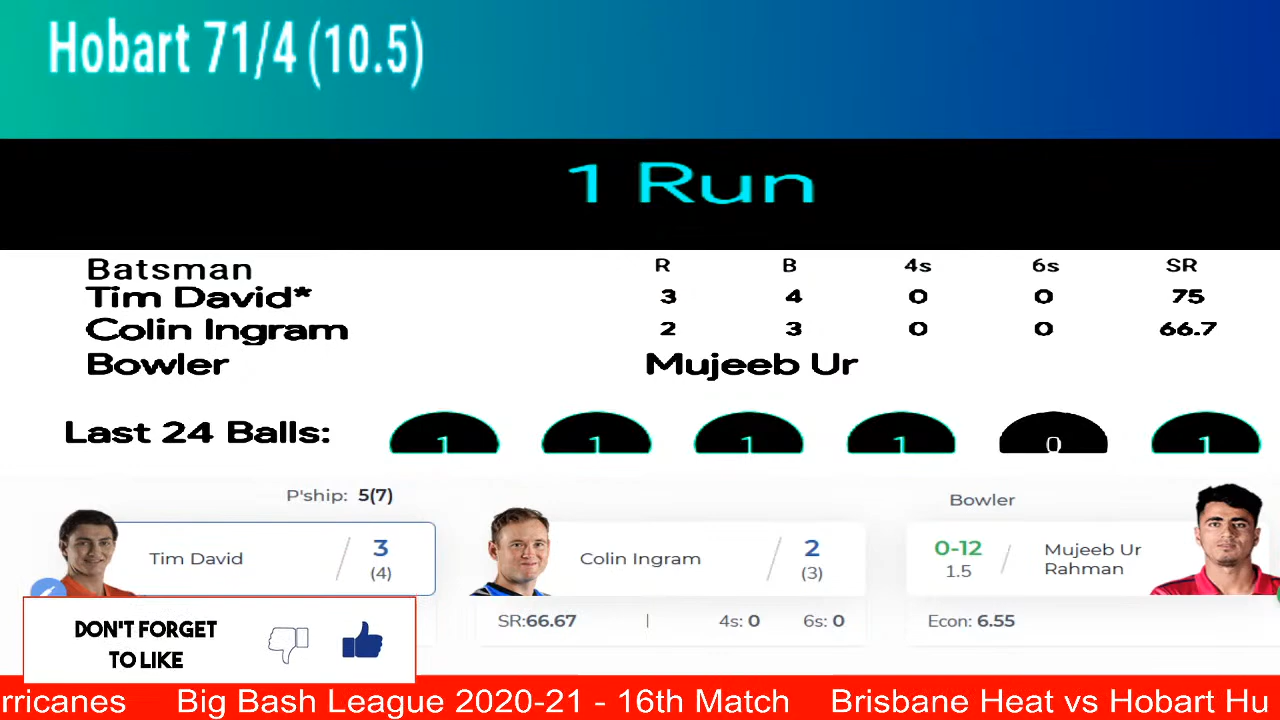 Hobart 71/4 (10.5)
1 Run
Batsman R B 4s 6s SR
Tim David* 3 4 0 0 75
Colin Ingram 2 3 0 0 66.7
Bowler Mujeeb Ur
Last 24 Balls: 1 1 1 1 0 1
P'ship: 5(7)
Bowler
Tim David 3
(4)
Colin Ingram 2
(3)
0-12 Mujeeb Ur
1.5 Rahman
SR:66.67 4s: 0 6s: 0
Econ: 6.55
DON'T FORGET
TO LIKE
rricanes Big Bash League 2020-21 - 16th Match Brisbane Heat vs Hobart Hu